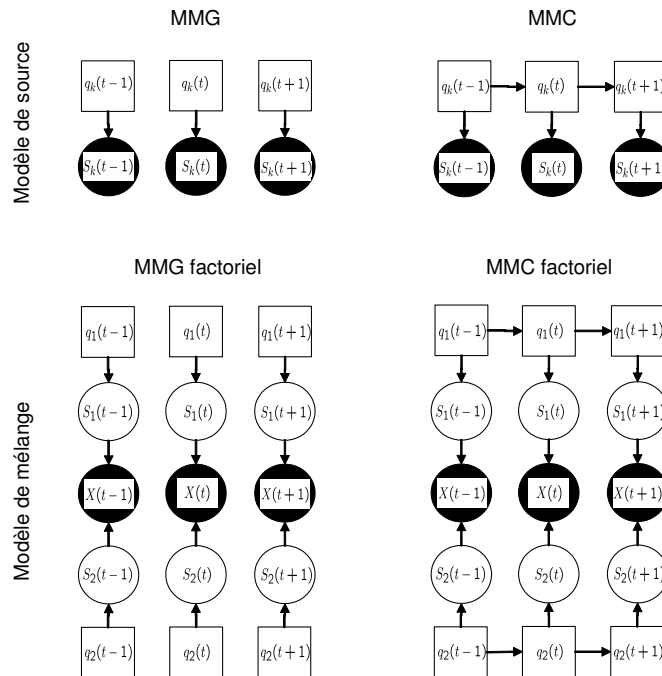 MMG
MMC
Modèle de source
q_k(t−1) q_k(t) q_k(t+1)
q_k(t−1) q_k(t) q_k(t+1)
S_k(t−1) S_k(t) S_k(t+1)
S_k(t−1) S_k(t) S_k(t+1
MMG factoriel
MMC factoriel
Modèle de mélange
q_1(t−1) q_1(t) q_1(t+1)
q_1(t−1) q_1(t) q_1(t+1)
S_1(t−1) S_1(t) S_1(t+1)
S_1(t−1) S_1(t) S_1(t+1)
X(t−1) X(t) X(t+1)
X(t−1) X(t) X(t+1)
S_2(t−1) S_2(t) S_2(t+1)
S_2(t−1) S_2(t) S_2(t+1)
q_2(t−1) q_2(t) q_2(t+1)
q_2(t−1) q_2(t) q_2(t+1)